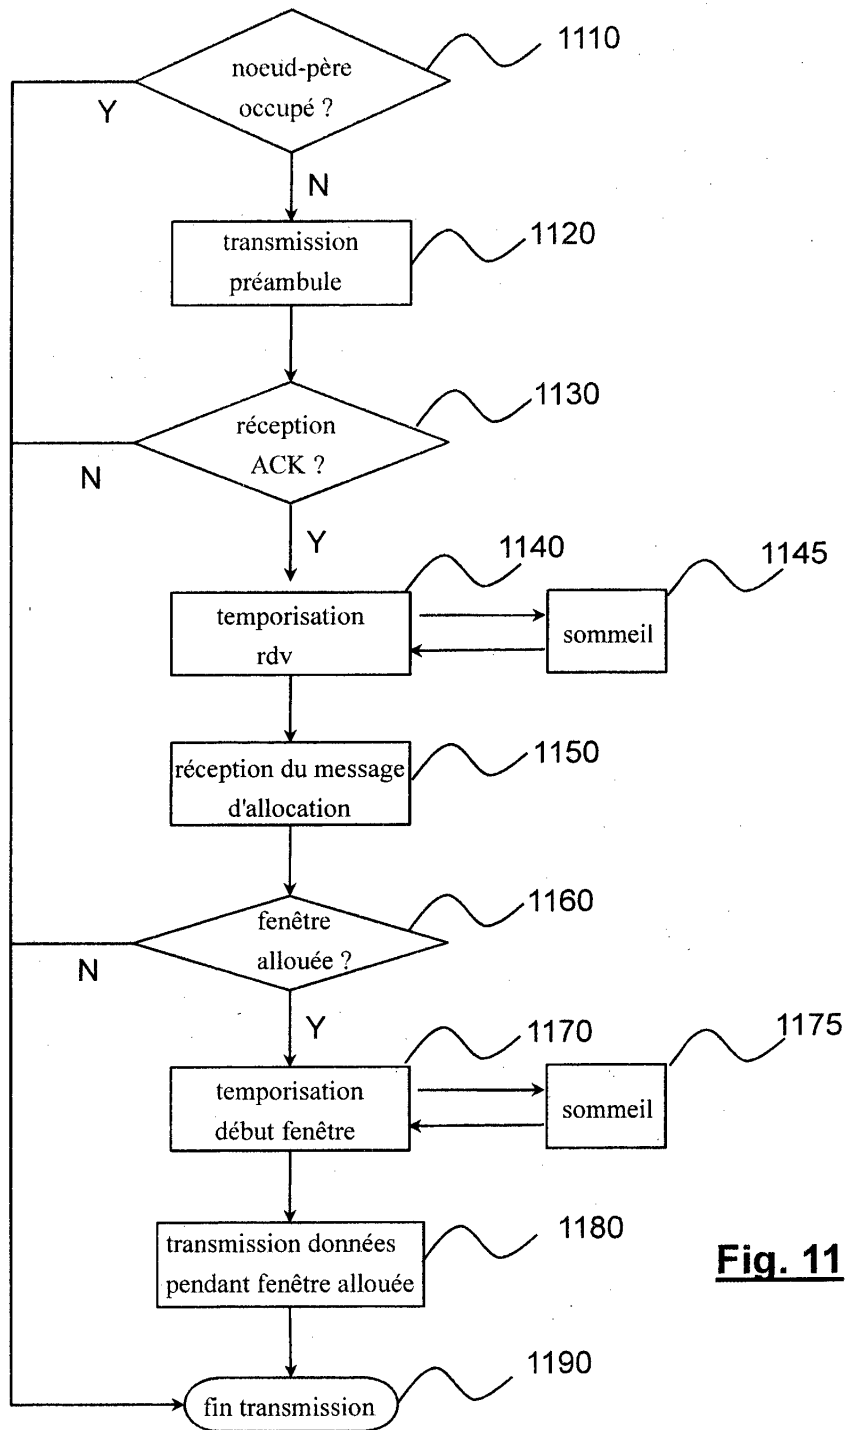 1110
noeud-père
occupé ?
Y
N
1120
transmission
préambule
1130
réception
ACK ?
N
Y
1140
1145
temporisation
rdv
sommeil
1150
réception du message
d'allocation
1160
fenêtre
allouée ?
N
Y
1170
1175
temporisation
début fenêtre
sommeil
1180
transmission données
pendant fenêtre allouée
Fig. 11
1190
fin transmission